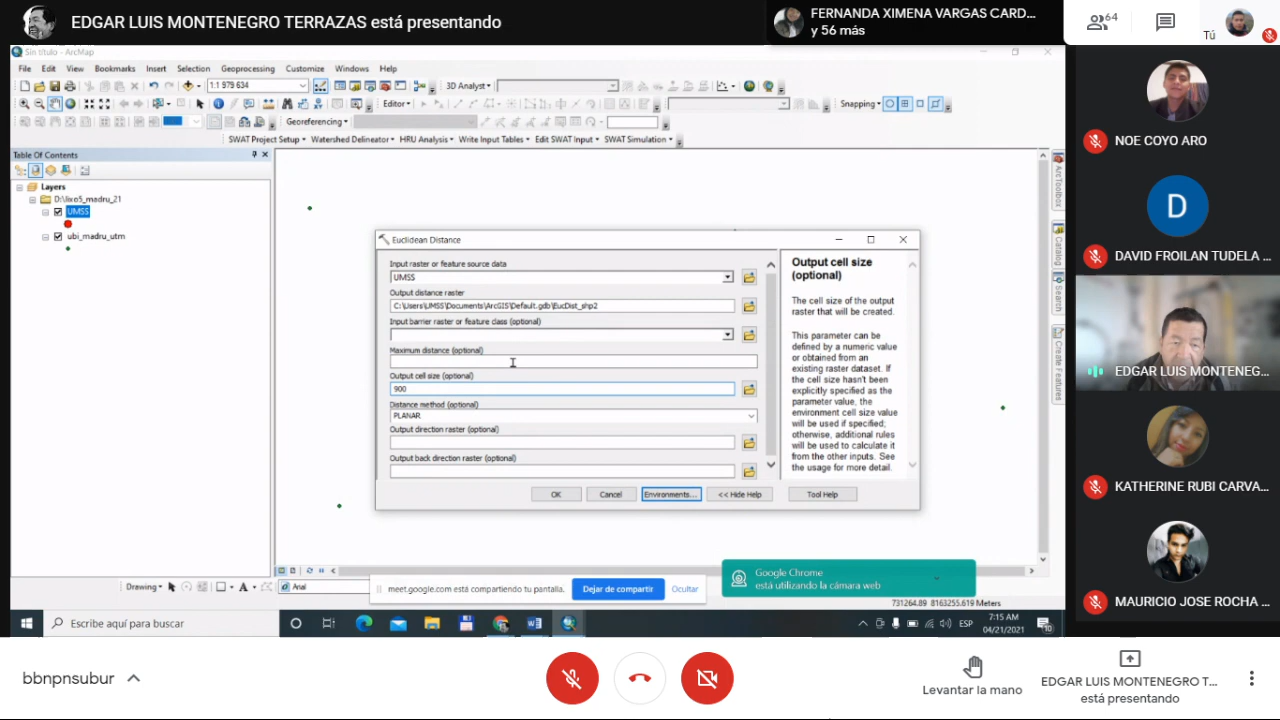 EDGAR LUIS MONTENEGRO TERRAZAS está presentando
FERNANDA XIMENA VARGAS CARD...
y 56 más
64
Tú
Sin título - ArcMap
File Edit View Bookmarks Insert Selection Geoprocessing Customize Windows Help
1:1 979 634
3D Analyst
Editor
Snapping
Georeferencing
SWAT Project Setup Watershed Delineator HRU Analysis Write Input Tables Edit SWAT Input SWAT Simulation
Table Of Contents
Layers
D:\lixo5_madru_21
UMSS
ubi_madru_utm
ArcToolbox
Catalog
Search
Create Features
Euclidean Distance
Input raster or feature source data
UMSS
Output distance raster
C:\Users\UMSS\Documents\ArcGIS\Default.gdb\EucDist_shp2
Input barrier raster or feature class (optional)
Maximum distance (optional)
Output cell size (optional)
900
Distance method (optional)
PLANAR
Output direction raster (optional)
Output back direction raster (optional)
OK
Cancel
Environments...
<< Hide Help
Tool Help
Output cell size
(optional)
The cell size of the output
raster that will be created.
This parameter can be
defined by a numeric value
or obtained from an
existing raster dataset. If
the cell size hasn't been
explicitly specified as the
parameter value, the
environment cell size value
will be used if specified;
otherwise, additional rules
will be used to calculate it
from the other inputs. See
the usage for more detail.
Drawing
A
Arial
meet.google.com está compartiendo tu pantalla.
Dejar de compartir
Ocultar
Google Chrome
está utilizando la cámara web
731264.89 8163255.619 Meters
Escribe aquí para buscar
ESP
7:15 AM
04/21/2021
10
NOE COYO ARO
D
DAVID FROILAN TUDELA ...
EDGAR LUIS MONTENEG...
KATHERINE RUBI CARVA...
MAURICIO JOSE ROCHA ...
bbnpnsubur
Levantar la mano
EDGAR LUIS MONTENEGRO T...
está presentando